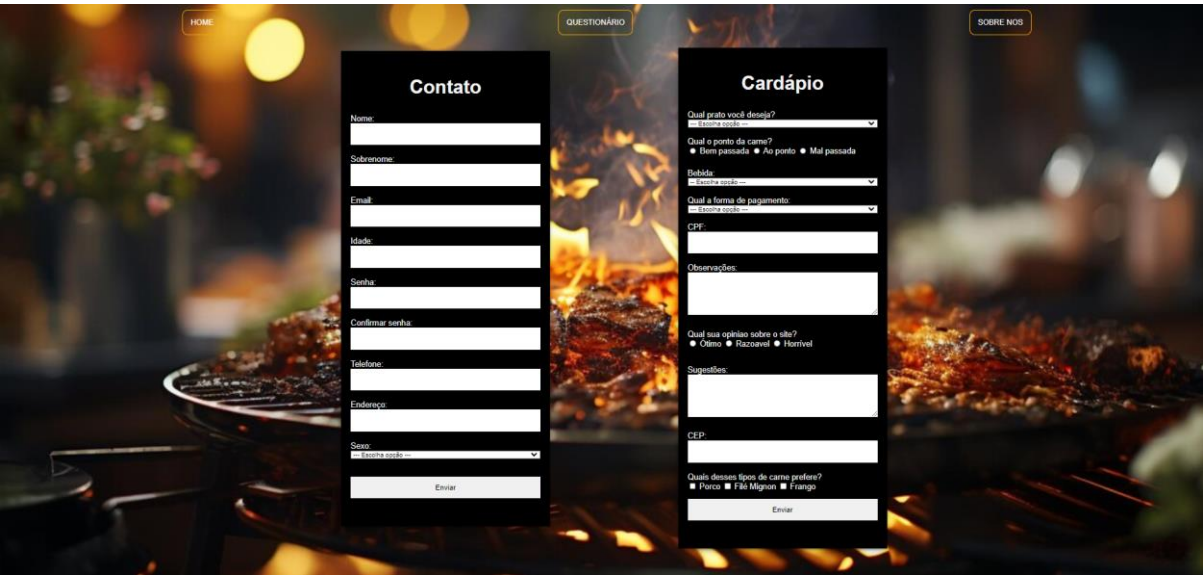 HOME
QUESTIONÁRIO
SOBRE NOS
Contato
Nome:
Sobrenome:
Email:
Idade:
Senha:
Confirmar senha:
Telefone:
Endereço:
Sexo:
--- Escolha opção ---
Enviar
Cardápio
Qual prato você deseja?
--- Escolha opção ---
Qual o ponto da carne?
Bem passada Ao ponto Mal passada
Bebida:
-- Escolha opção ---
Qual a forma de pagamento:
--- Escolha opção ---
CPF:
Observações:
Qual sua opiniao sobre o site?
Ótimo Razoavel Horrível
Sugestões:
CEP:
Quais desses tipos de carne prefere?
Porco Filé Mignon Frango
Enviar